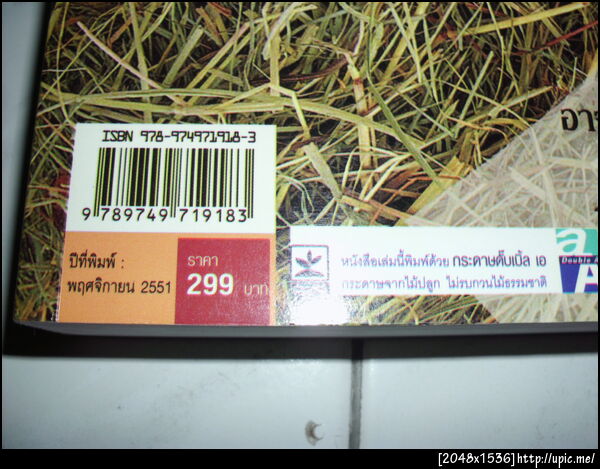 อาจ
ISBN 978-974971918-3
9 789749 719183
ปีที่พิมพ์ :
พฤศจิกายน 2551
ราคา
299 บาท
หนังสือเล่มนี้พิมพ์ด้วย กระดาษดั๊บเบิ้ล เอ
กระดาษจากไม้ปลูก ไม่รบกวนไม้ธรรมชาติ
a
Double A
A
[2048x1536]http://upic.me/